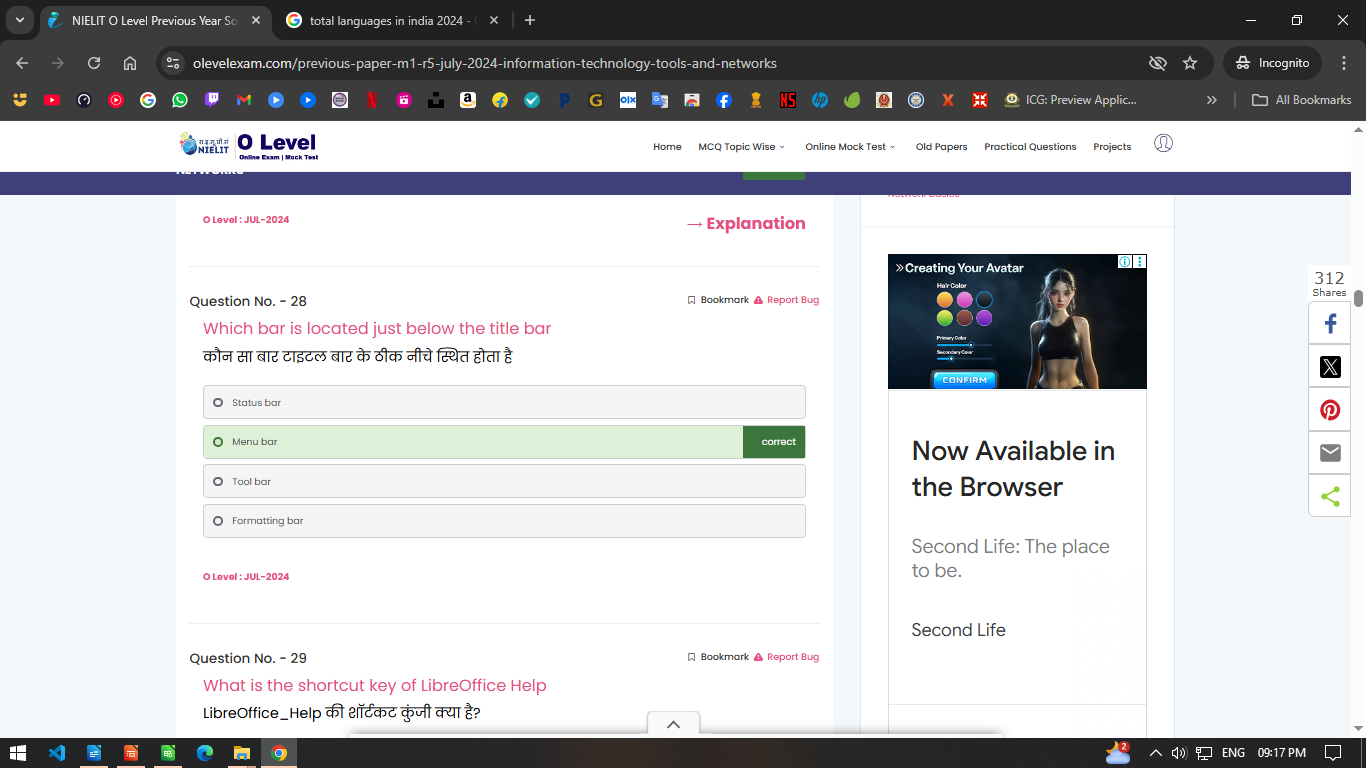 NIELIT O Level Previous Year So
total languages in india 2024 -
olevelexam.com/previous-paper-m1-r5-july-2024-information-technology-tools-and-networks
Incognito
ICG: Preview Applic...
All Bookmarks
रा.इ.सू.प्रौ.सं
NIELIT
O Level
Online Exam | Mock Test
Home
MCQ Topic Wise
Online Mock Test
Old Papers
Practical Questions
Projects
NETWORKS
Network Basics
O Level : JUL-2024
→ Explanation
Question No. - 28
Bookmark
Report Bug
Which bar is located just below the title bar
कौन सा बार टाइटल बार के ठीक नीचे स्थित होता है
Status bar
Menu bar
correct
Tool bar
Formatting bar
O Level : JUL-2024
Question No. - 29
Bookmark
Report Bug
What is the shortcut key of LibreOffice Help
LibreOffice_Help की शॉर्टकट कुंजी क्या है?
»Creating Your Avatar
Hair Color
Primary Color
Secondary Color
CONFIRM
Now Available in
the Browser
Second Life: The place
to be.
Second Life
312
Shares
2
ENG
09:17 PM